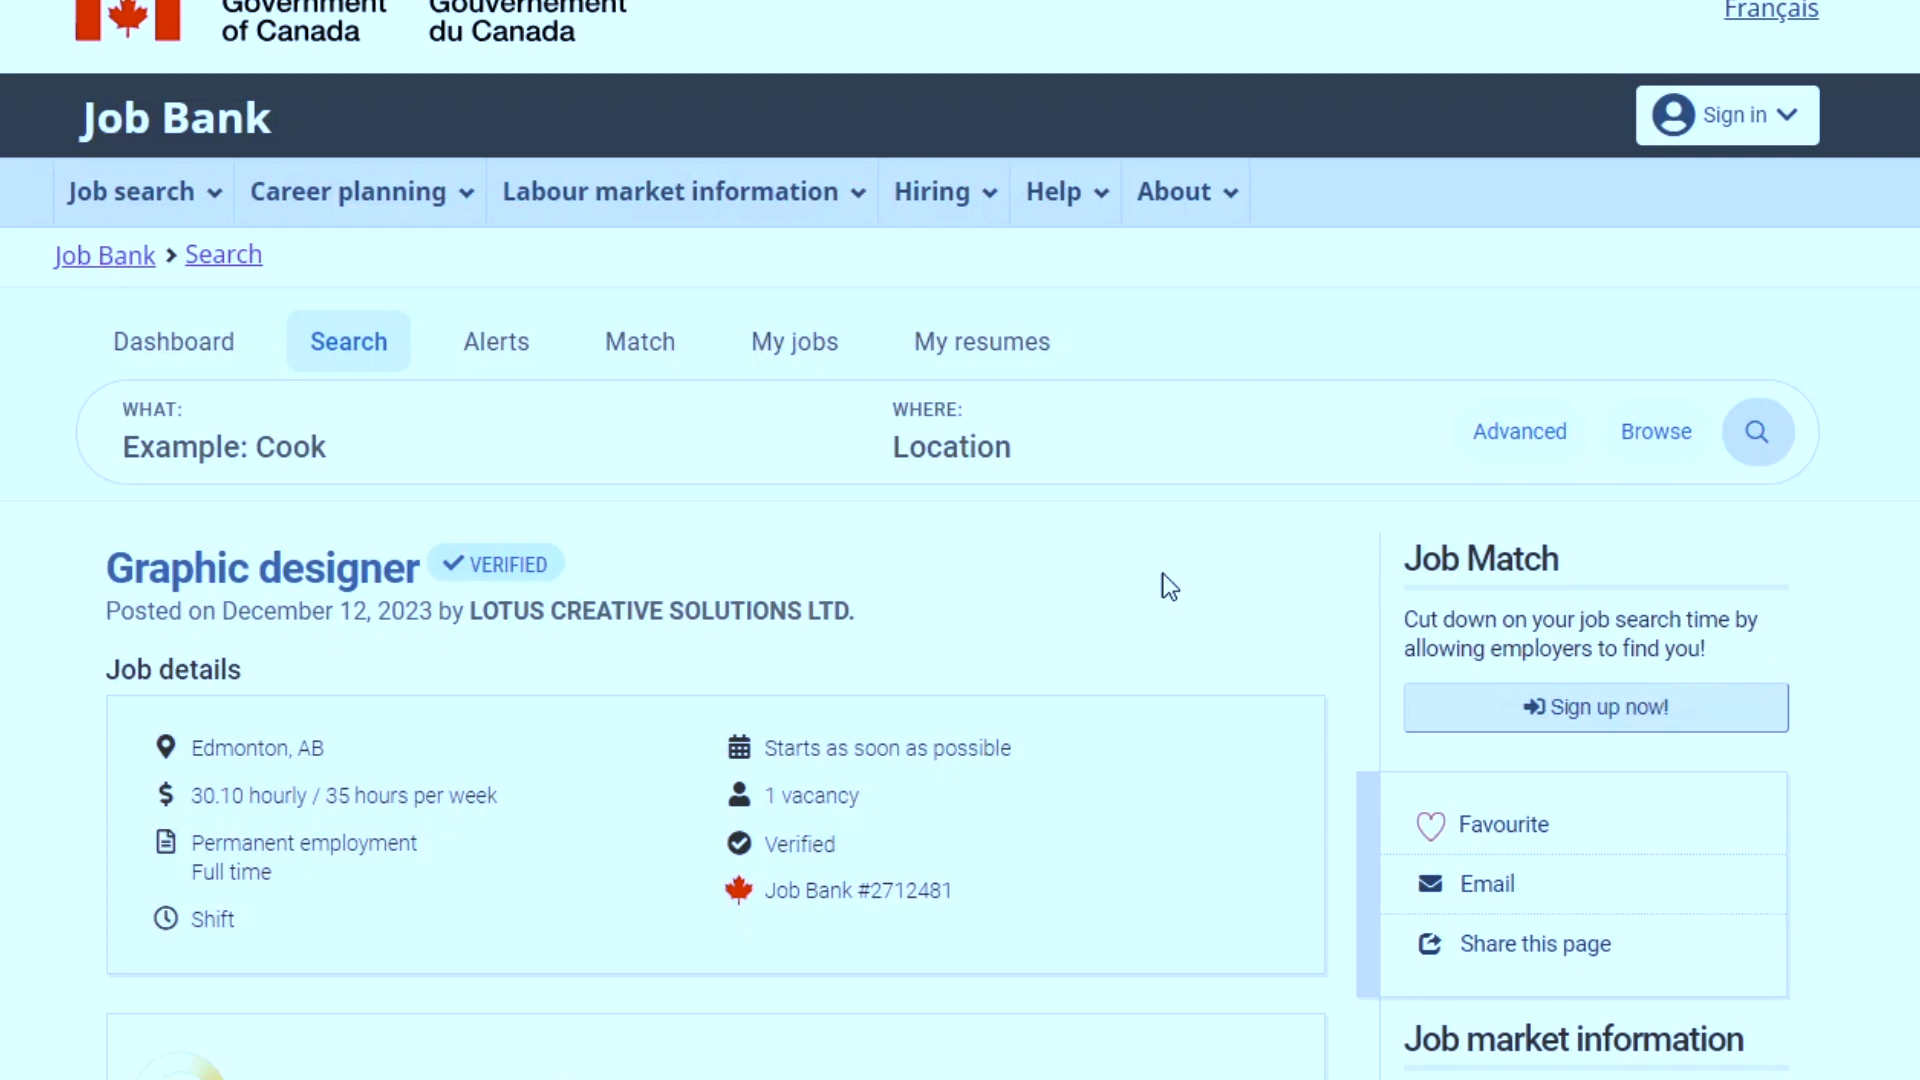 Government Gouvernement
of Canada du Canada
Français
Job Bank
Sign in
Job search Career planning Labour market information Hiring Help About
Job Bank > Search
Dashboard Search Alerts Match My jobs My resumes
WHAT:
Example: Cook
WHERE:
Location
Advanced Browse
Graphic designer VERIFIED
Posted on December 12, 2023 by LOTUS CREATIVE SOLUTIONS LTD.
Job details
Edmonton, AB
30.10 hourly / 35 hours per week
Permanent employment
Full time
Shift
Starts as soon as possible
1 vacancy
Verified
Job Bank #2712481
Job Match
Cut down on your job search time by
allowing employers to find you!
Sign up now!
Favourite
Email
Share this page
Job market information